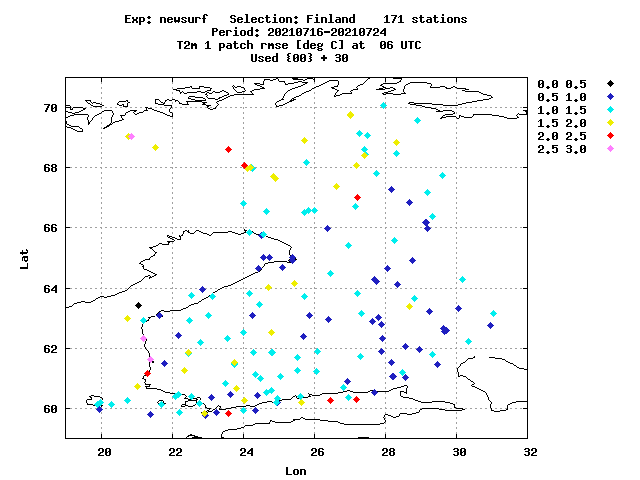 Exp: newsurf   Selection: Finland    171 stations
Period: 20210716-20210724
T2m 1 patch rmse [deg C] at  06 UTC
Used {00} + 30
0.0 0.5
0.5 1.0
1.0 1.5
1.5 2.0
2.0 2.5
2.5 3.0
70
68
66
64
62
60
Lat
20 22 24 26 28 30 32
Lon